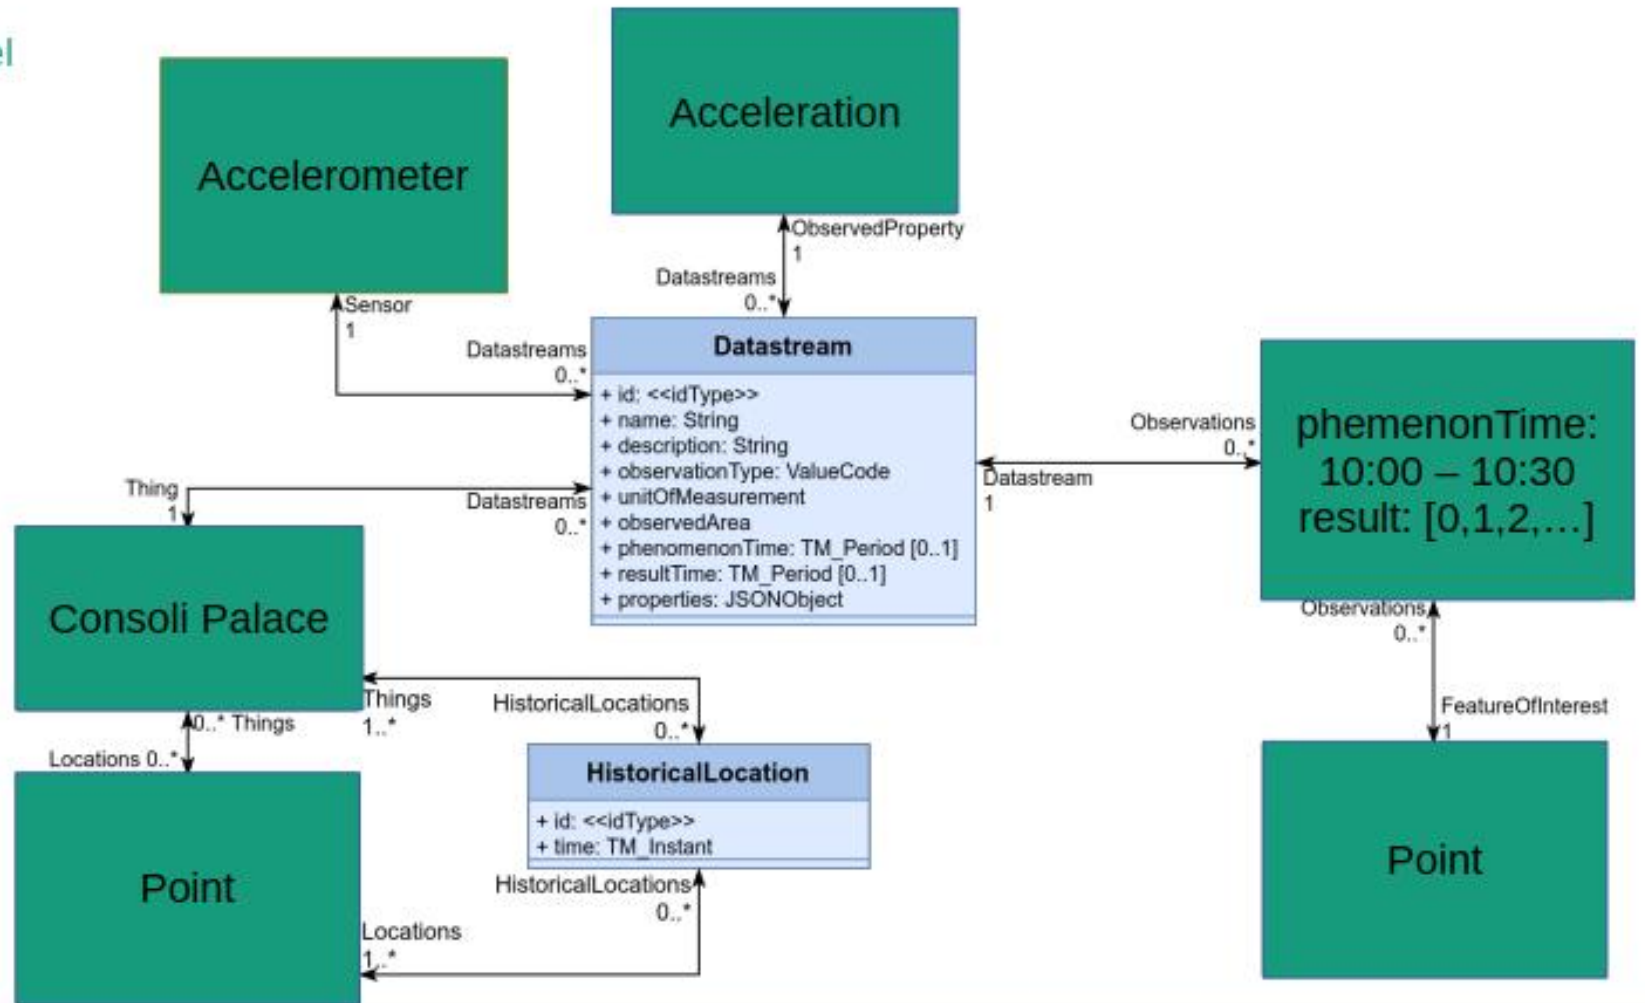 el
Accelerometer
Acceleration
Sensor
1
ObservedProperty
1
Datastreams
0..*
Datastreams
0..*
Datastream
+ id: <<idType>>
+ name: String
+ description: String
+ observationType: ValueCode
+ unitOfMeasurement
+ observedArea
+ phenomenonTime: TM_Period [0..1]
+ resultTime: TM_Period [0..1]
+ properties: JSONObject
Observations
0..*
Datastream
1
phemenonTime:
10:00 – 10:30
result: [0,1,2,...]
Thing
1
Datastreams
0..*
Consoli Palace
Things
1..*
HistoricalLocations
0..*
0..* Things
Locations 0..*
HistoricalLocation
+ id: <<idType>>
+ time: TM_Instant
HistoricalLocations
0..*
Locations
1..*
Point
Observations
0..*
FeatureOfInterest
1
Point